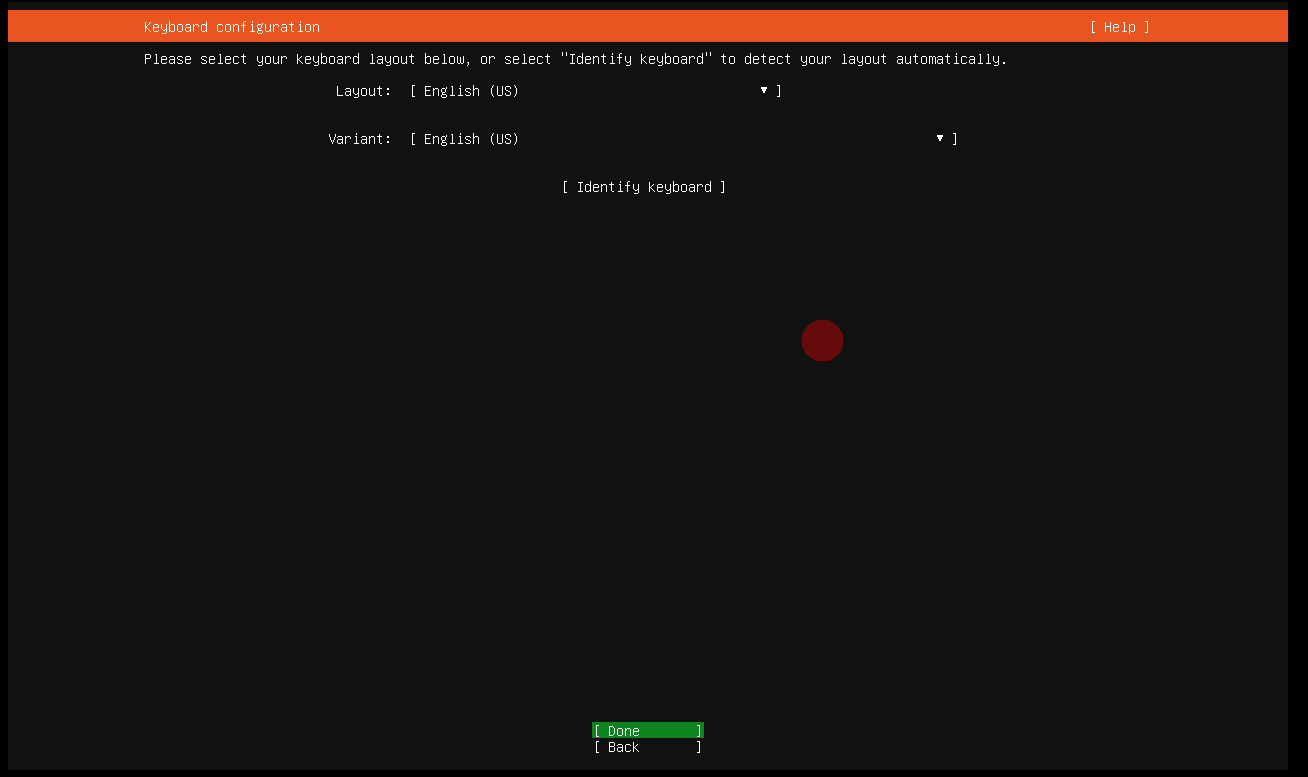 Keyboard configuration [ Help ]
Please select your keyboard layout below, or select "Identify keyboard" to detect your layout automatically.
Layout: [ English (US) ▼ ]
Variant: [ English (US) ▼ ]
[ Identify keyboard ]
[ Done ]
[ Back ]